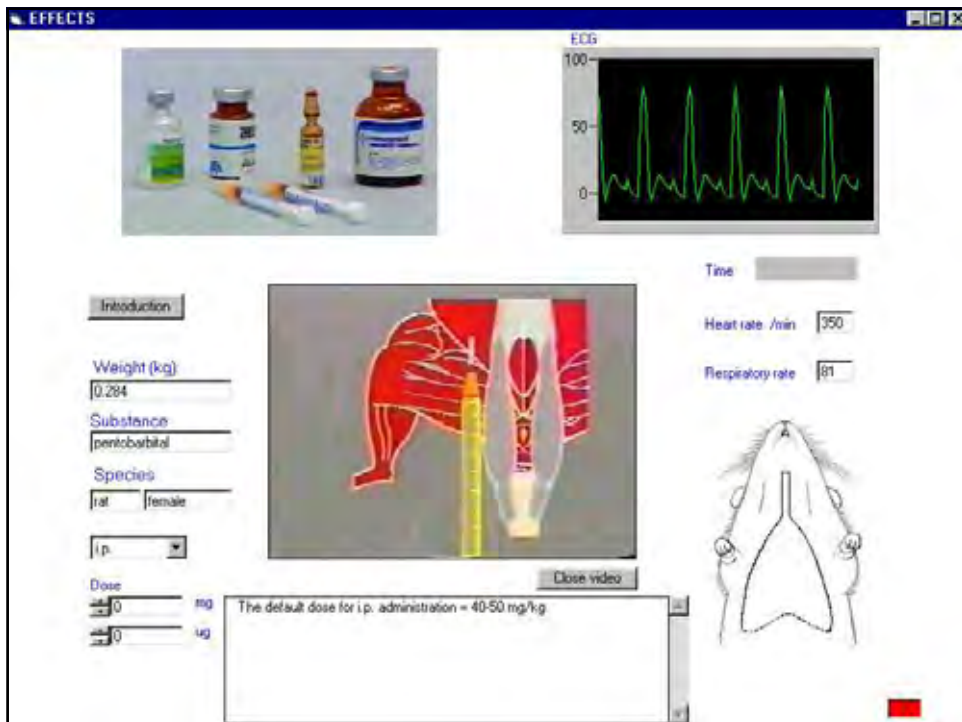 EFFECTS
ECG
100
50
0
Time
Introduction
Heart rate /min 350
Weight (kg)
0.284
Respiratory rate 81
Substance
pentobarbital
Species
rat female
A
i.p.
Close video
Dose
0 mg
0 ug
The default dose for i.p. administration = 40-50 mg/kg